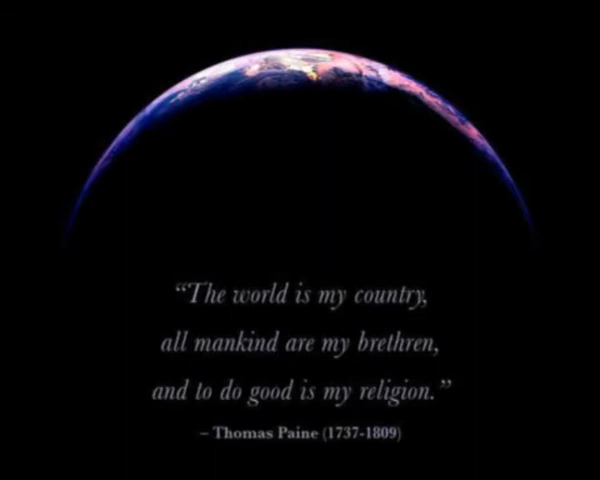 “The world is my country,
all mankind are my brethren,
and to do good is my religion.”
– Thomas Paine (1737-1809)